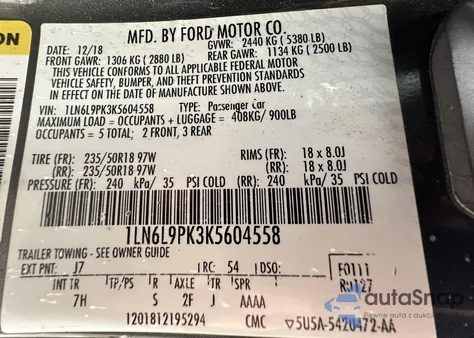 ON
MFD. BY FORD MOTOR CO.
DATE: 12/18 GVWR: 2440 KG ( 5380 LB)
FRONT GAWR: 1306 KG ( 2880 LB) REAR GAWR: 1134 KG ( 2500 LB)
THIS VEHICLE CONFORMS TO ALL APPLICABLE FEDERAL MOTOR
VEHICLE SAFETY, BUMPER, AND THEFT PREVENTION STANDARDS
IN EFFECT ON THE DATE OF MANUFACTURE SHOWN ABOVE.
VIN: 1LN6L9PK3K5604558 TYPE: Passenger Car
MAXIMUM LOAD = OCCUPANTS + LUGGAGE = 408KG/ 900LB
OCCUPANTS = 5 TOTAL; 2 FRONT, 3 REAR
TIRE (FR): 235/50R18 97W RIMS (FR): 18 x 8.0J
(RR): 235/50R18 97W (RR): 18 x 8.0J
PRESSURE (FR): 240 kPa/ 35 PSI COLD (RR): 240 kPa/ 35 PSI COLD
1LN6L9PK3K5604558
TRAILER TOWING - SEE OWNER GUIDE
EXT PNT: J7 RC: 54 DSO: F0111
INT TR TP/PS R AXLE TR SPR R0127
7H S 2F J AAAA
1201812195294 CMC 5U5A-5420472-AA
autoSnap
Pewne auta z pewnych aukcji